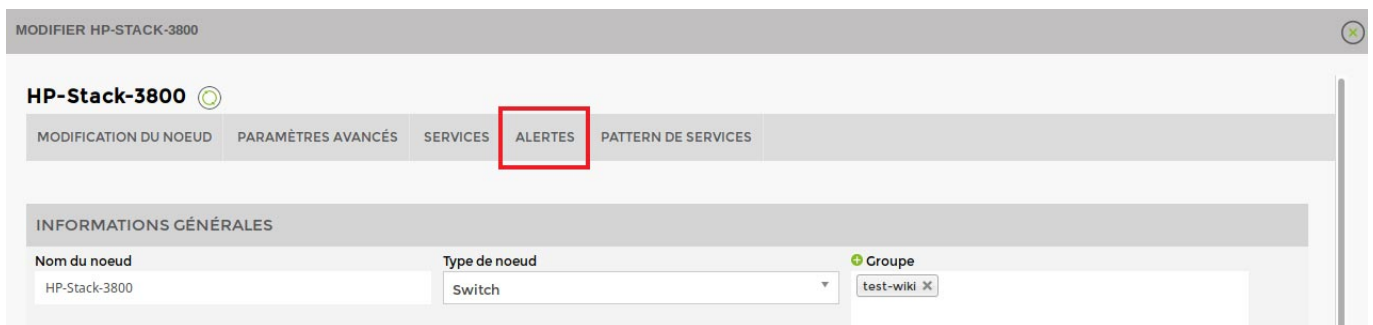 MODIFIER HP-STACK-3800
HP-Stack-3800
MODIFICATION DU NOEUD PARAMÈTRES AVANCÉS SERVICES ALERTES PATTERN DE SERVICES
INFORMATIONS GÉNÉRALES
Nom du noeud Type de noeud Groupe
HP-Stack-3800 Switch test-wiki